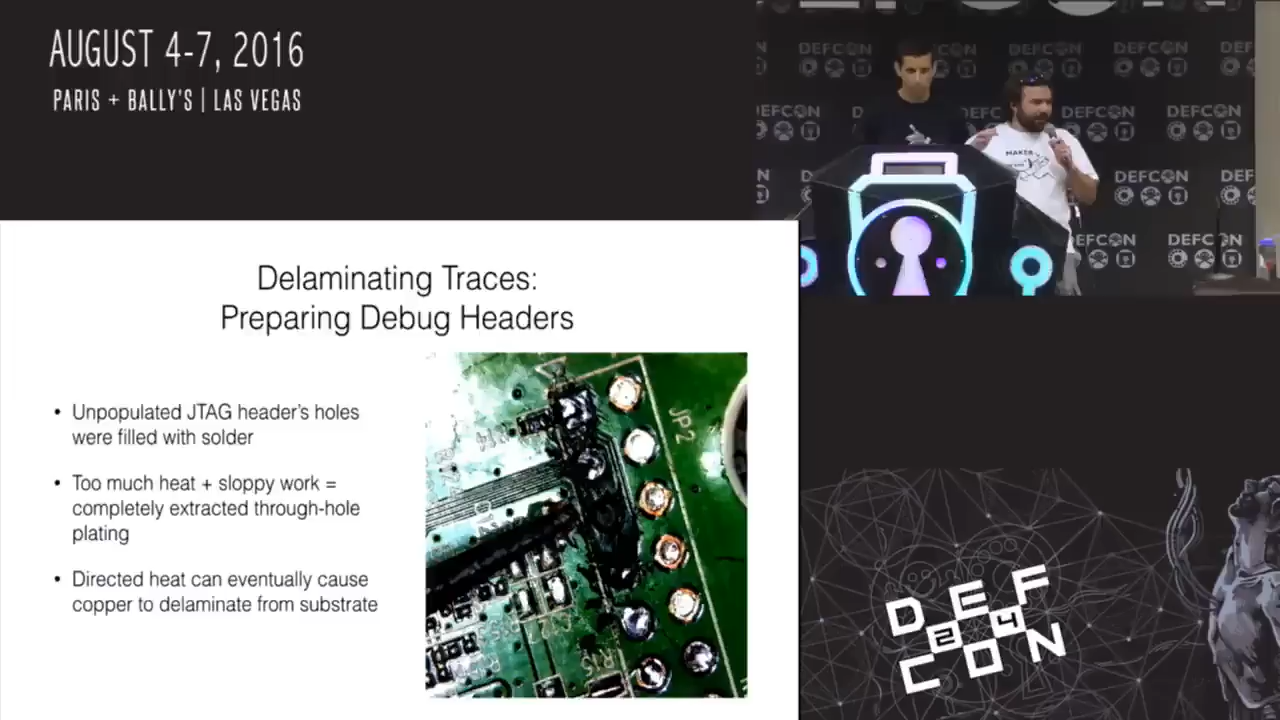 AUGUST 4-7, 2016
PARIS + BALLY'S | LAS VEGAS
DEFCON
DEFCON
DEFCON
DEFCON
DEFCON
DEFCON
DEFCON
MAKER
Delaminating Traces:
Preparing Debug Headers
• Unpopulated JTAG header's holes
were filled with solder
• Too much heat + sloppy work =
completely extracted through-hole
plating
• Directed heat can eventually cause
copper to delaminate from substrate
JP2
DEF
24
CON